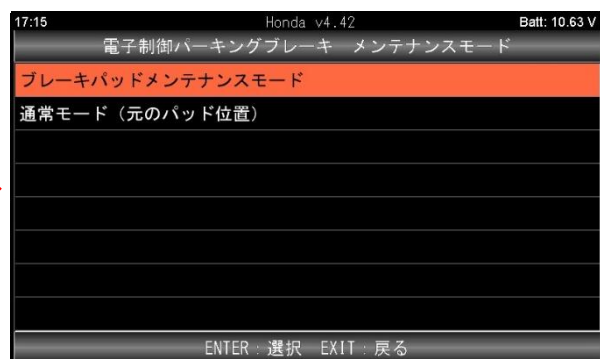 17:15 Honda v4.42 Batt: 10.63 V
電子制御パーキングブレーキ メンテナンスモード
ブレーキパッドメンテナンスモード
通常モード（元のパッド位置）
ENTER：選択 EXIT：戻る